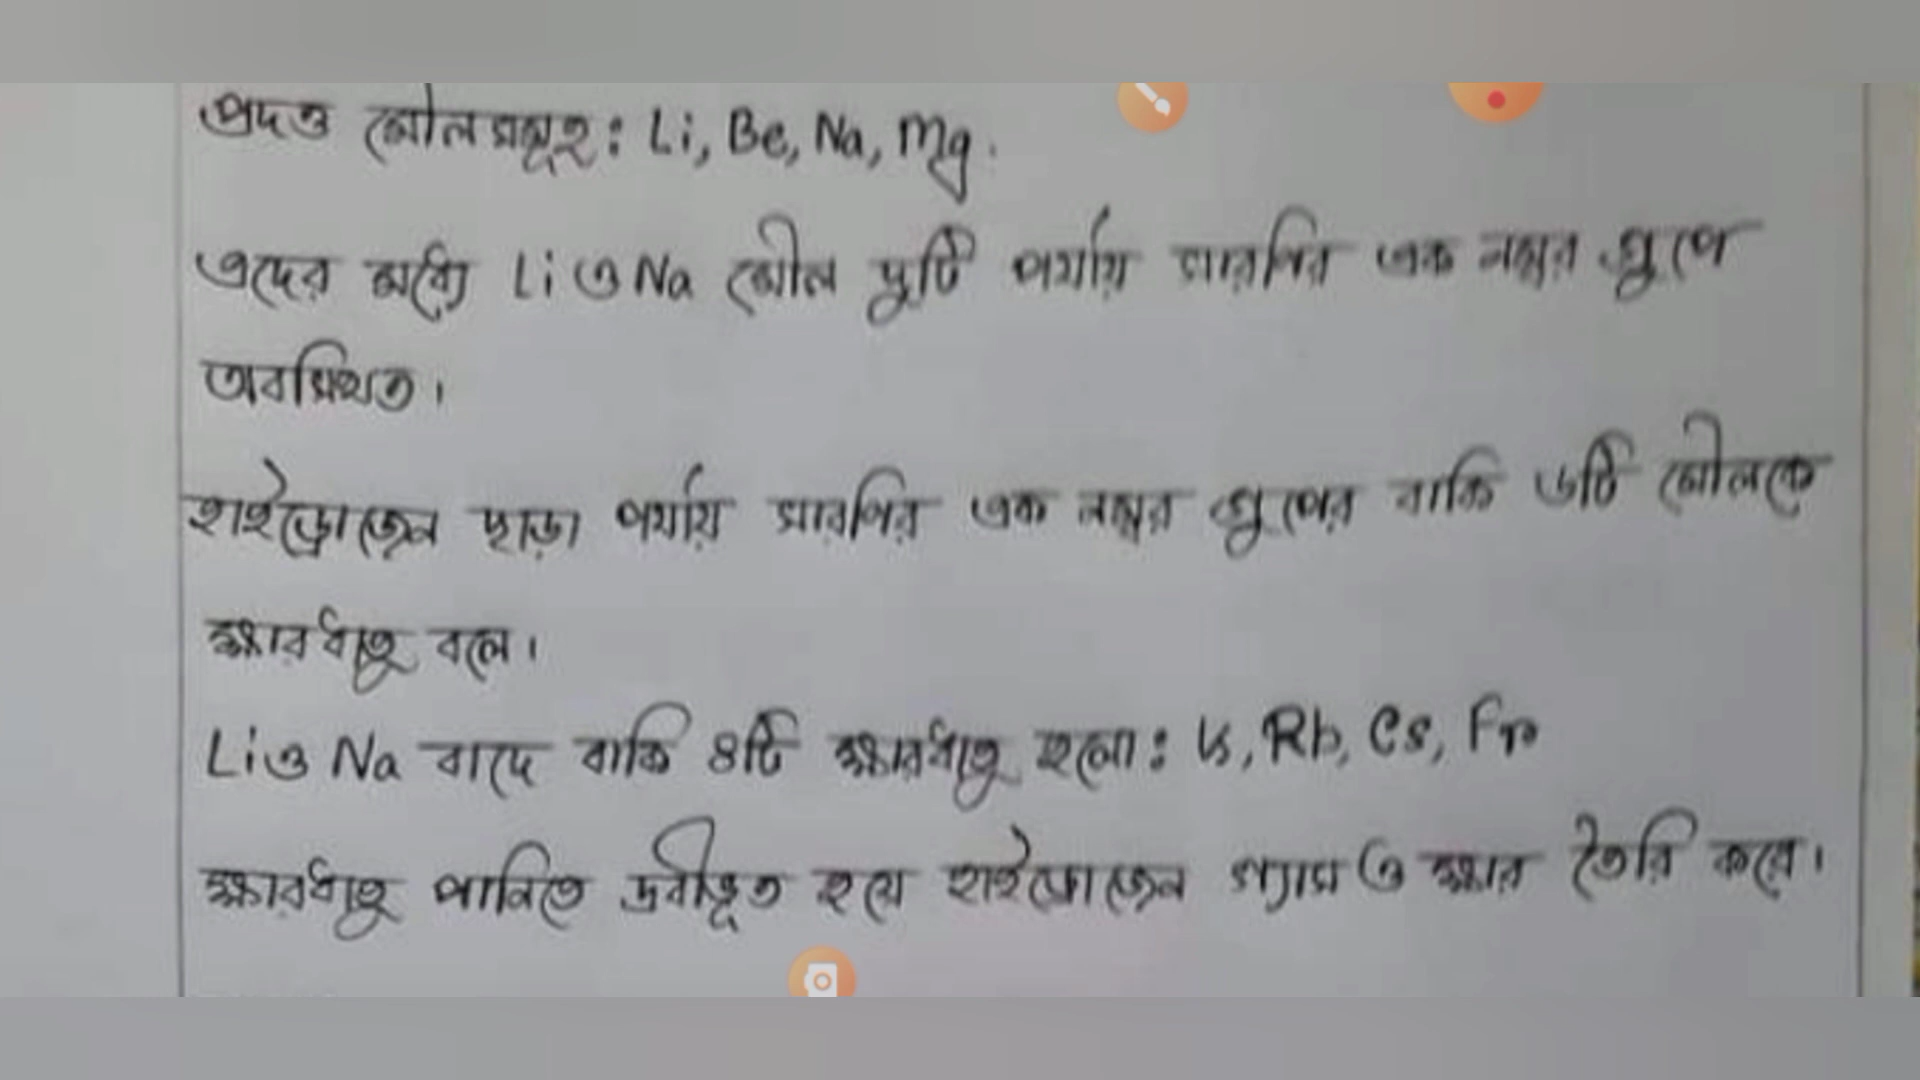 প্রদত্ত মৌলসমূহ: Li, Be, Na, Mg.
এদের মধ্যে Li ও Na মৌল দুটি পর্যায় সারণির এক নম্বর গ্রুপে
অবস্থিত।
হাইড্রোজেন ছাড়া পর্যায় সারণির এক নম্বর গ্রুপের বাকি ৬টি মৌলকে
ক্ষারধাতু বলে।
Li ও Na বাদে বাকি ৪টি ক্ষারধাতু হলো: K, Rb, Cs, Fr
ক্ষারধাতু পানিতে দ্রবীভূত হয়ে হাইড্রোজেন গ্যাস ও ক্ষার তৈরি করে।